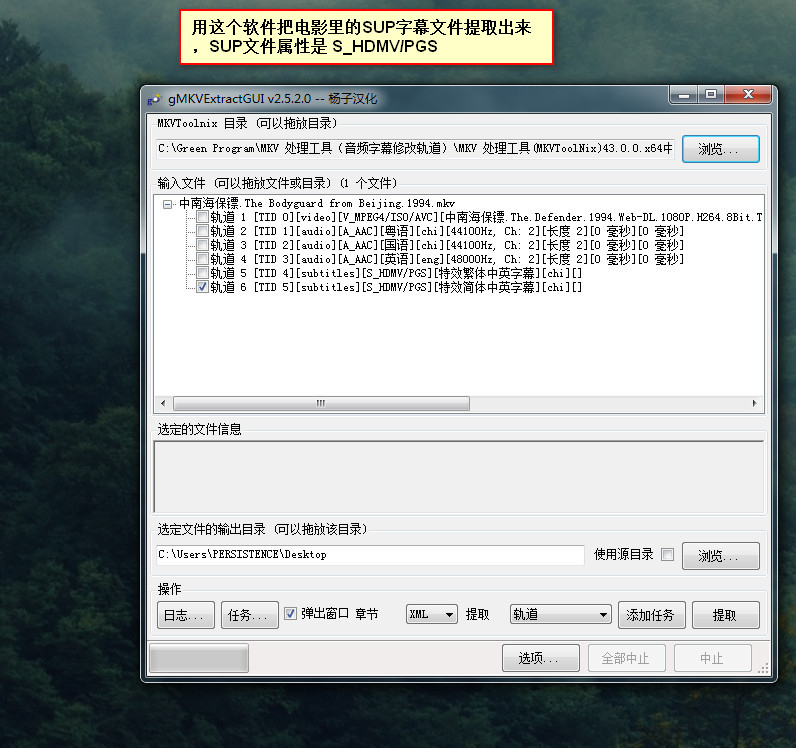 用这个软件把电影里的SUP字幕文件提取出来
，SUP文件属性是 S_HDMV/PGS
gMKVExtractGUI v2.5.2.0 -- 杨子汉化
MKVToolnix 目录 (可以拖放目录)
C:\Green Program\MKV 处理工具（音频字幕修改轨道）\MKV 处理工具(MKVToolNix)43.0.0.x64中
浏览...
输入文件 (可以拖放文件或目录) (1 个文件)
中南海保镖.The Bodyguard from Beijing.1994.mkv
轨道 1 [TID 0][video][V_MPEG4/ISO/AVC][中南海保镖.The.Defender.1994.Web-DL.1080P.H264.8Bit.T
轨道 2 [TID 1][audio][A_AAC][粤语][chi][44100Hz, Ch: 2][长度 2][0 毫秒][0 毫秒]
轨道 3 [TID 2][audio][A_AAC][国语][chi][44100Hz, Ch: 2][长度 2][0 毫秒][0 毫秒]
轨道 4 [TID 3][audio][A_AAC][英语][eng][48000Hz, Ch: 2][长度 2][0 毫秒][0 毫秒]
轨道 5 [TID 4][subtitles][S_HDMV/PGS][特效繁体中英字幕][chi][]
轨道 6 [TID 5][subtitles][S_HDMV/PGS][特效简体中英字幕][chi][]
选定的文件信息
选定文件的输出目录 (可以拖放该目录)
C:\Users\PERSISTENCE\Desktop
使用源目录
浏览...
操作
日志... 任务... 弹出窗口 章节 XML 提取 轨道 添加任务 提取
选项... 全部中止 中止